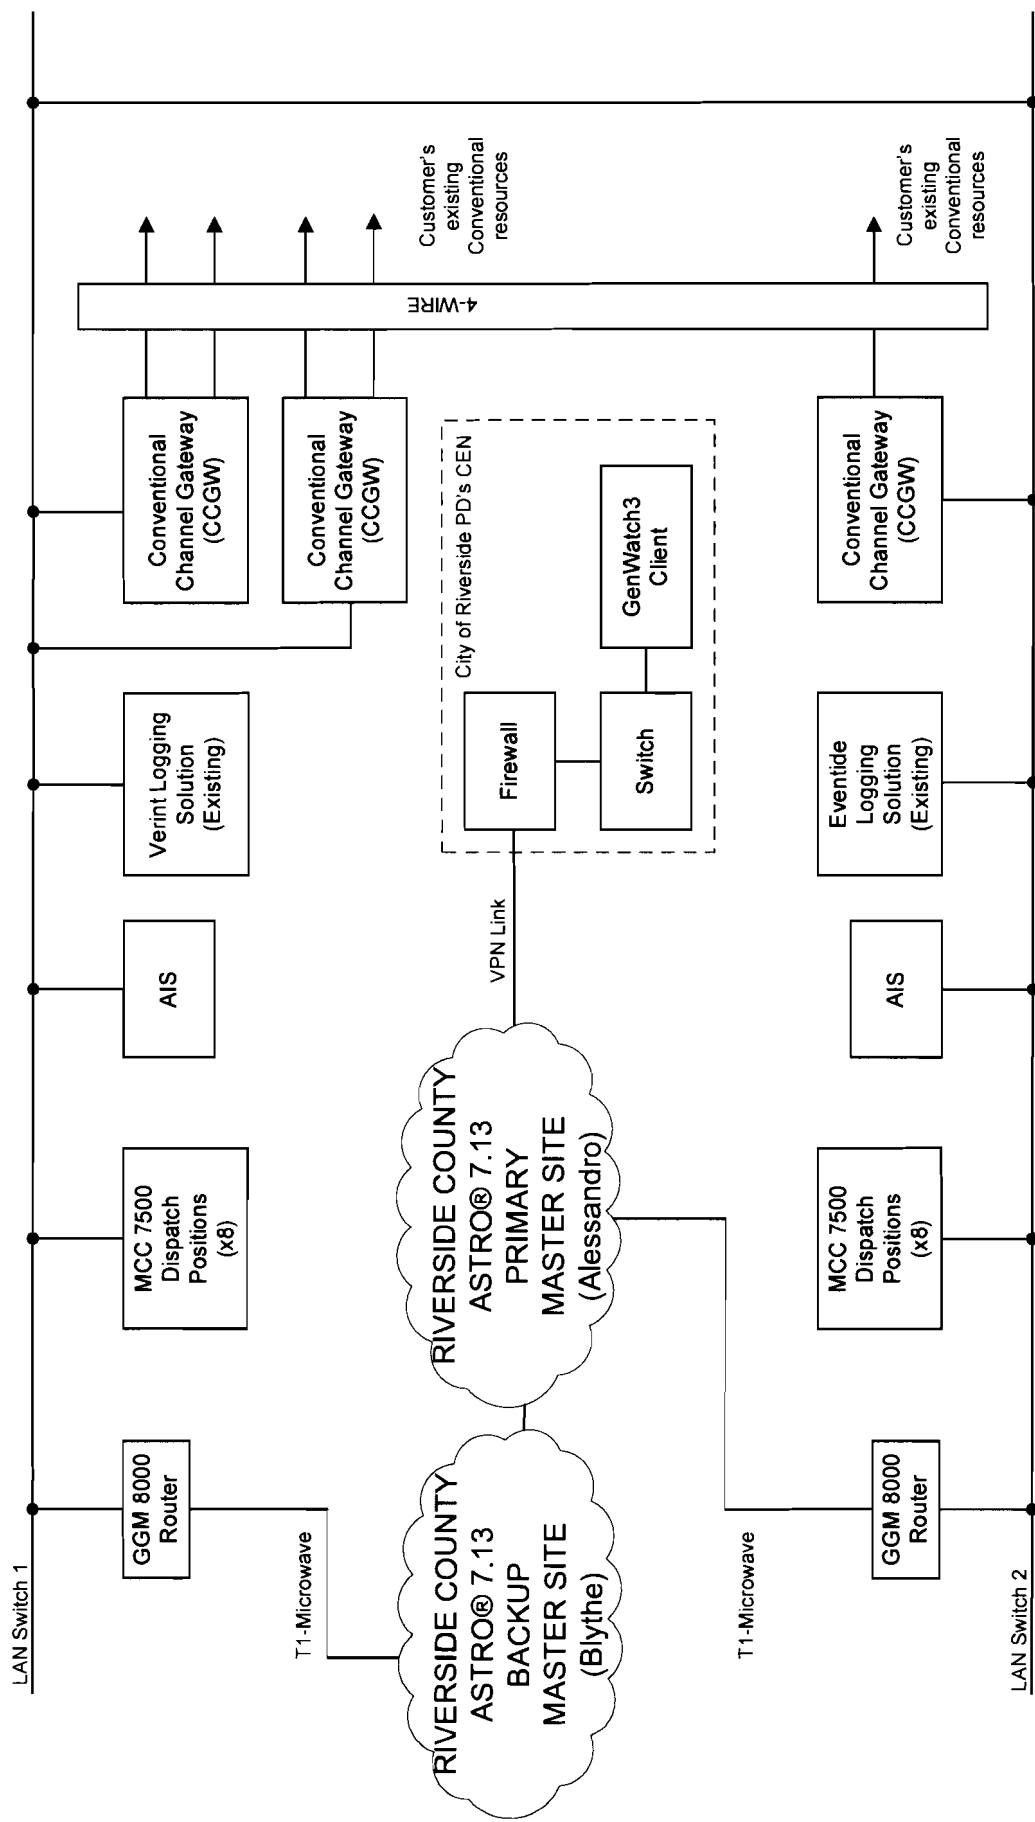 LAN Switch 1
GGM 8000
Router
MCC 7500
Dispatch
Positions
(x8)
AIS
Verint Logging
Solution
(Existing)
Conventional
Channel Gateway
(CCGW)
Conventional
Channel Gateway
(CCGW)
4-WIRE
Customer's
existing
Conventional
resources
T1-Microwave
RIVERSIDE COUNTY
ASTRO® 7.13
BACKUP
MASTER SITE
(Blythe)
RIVERSIDE COUNTY
ASTRO® 7.13
PRIMARY
MASTER SITE
(Alessandro)
VPN Link
City of Riverside PD's CEN
Firewall
Switch
GenWatch3
Client
T1-Microwave
GGM 8000
Router
MCC 7500
Dispatch
Positions
(x8)
AIS
Eventide
Logging
Solution
(Existing)
Conventional
Channel Gateway
(CCGW)
Customer's
existing
Conventional
resources
LAN Switch 2